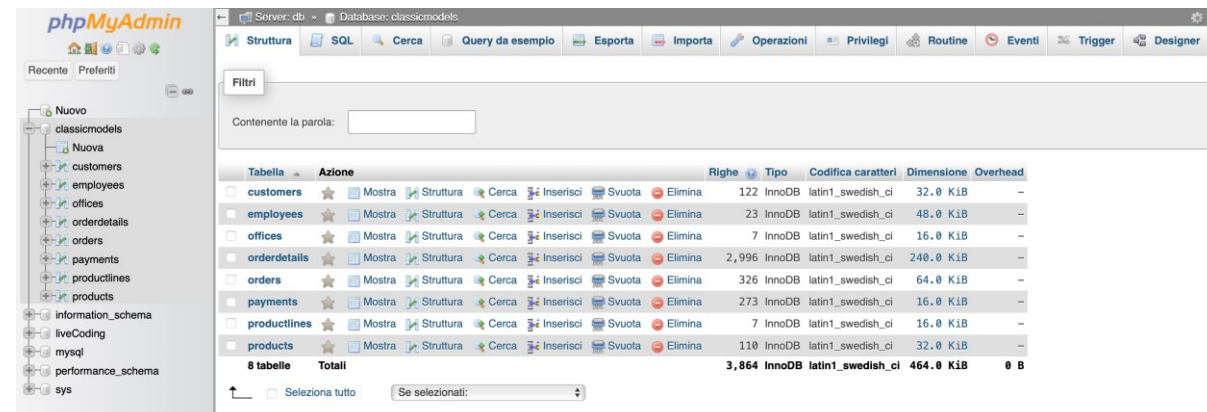 phpMyAdmin
Recente Preferiti
Nuovo
classicmodels
Nuova
customers
employees
offices
orderdetails
orders
payments
productlines
products
information_schema
liveCoding
mysql
performance_schema
sys
Server: db » Database: classicmodels
Struttura SQL Cerca Query da esempio Esporta Importa Operazioni Privilegi Routine Eventi Trigger Designer
Filtri
Contenente la parola:
Tabella Azione Righe Tipo Codifica caratteri Dimensione Overhead
customers Mostra Struttura Cerca Inserisci Svuota Elimina 122 InnoDB latin1_swedish_ci 32.0 KiB –
employees Mostra Struttura Cerca Inserisci Svuota Elimina 23 InnoDB latin1_swedish_ci 48.0 KiB –
offices Mostra Struttura Cerca Inserisci Svuota Elimina 7 InnoDB latin1_swedish_ci 16.0 KiB –
orderdetails Mostra Struttura Cerca Inserisci Svuota Elimina 2,996 InnoDB latin1_swedish_ci 240.0 KiB –
orders Mostra Struttura Cerca Inserisci Svuota Elimina 326 InnoDB latin1_swedish_ci 64.0 KiB –
payments Mostra Struttura Cerca Inserisci Svuota Elimina 273 InnoDB latin1_swedish_ci 16.0 KiB –
productlines Mostra Struttura Cerca Inserisci Svuota Elimina 7 InnoDB latin1_swedish_ci 16.0 KiB –
products Mostra Struttura Cerca Inserisci Svuota Elimina 110 InnoDB latin1_swedish_ci 32.0 KiB –
8 tabelle Totali 3,864 InnoDB latin1_swedish_ci 464.0 KiB 0 B
Seleziona tutto Se selezionati: